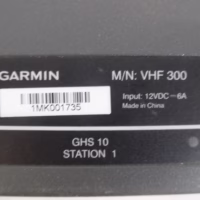 GARMIN
M/N: VHF 300
Input: 12VDC ⎓6A
Made in China
1MK001735
GHS 10
STATION 1